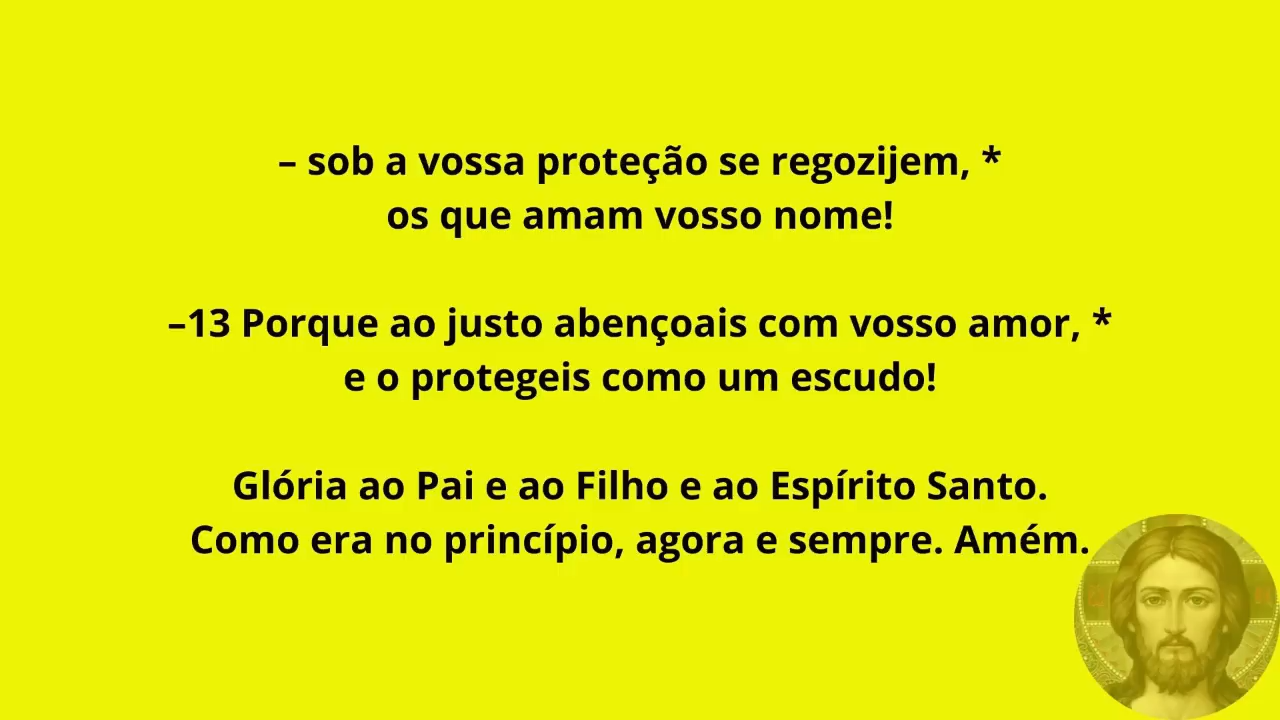 – sob a vossa proteção se regozijem, *
os que amam vosso nome!
–13 Porque ao justo abençoais com vosso amor, *
e o protegeis como um escudo!
Glória ao Pai e ao Filho e ao Espírito Santo.
Como era no princípio, agora e sempre. Amém.